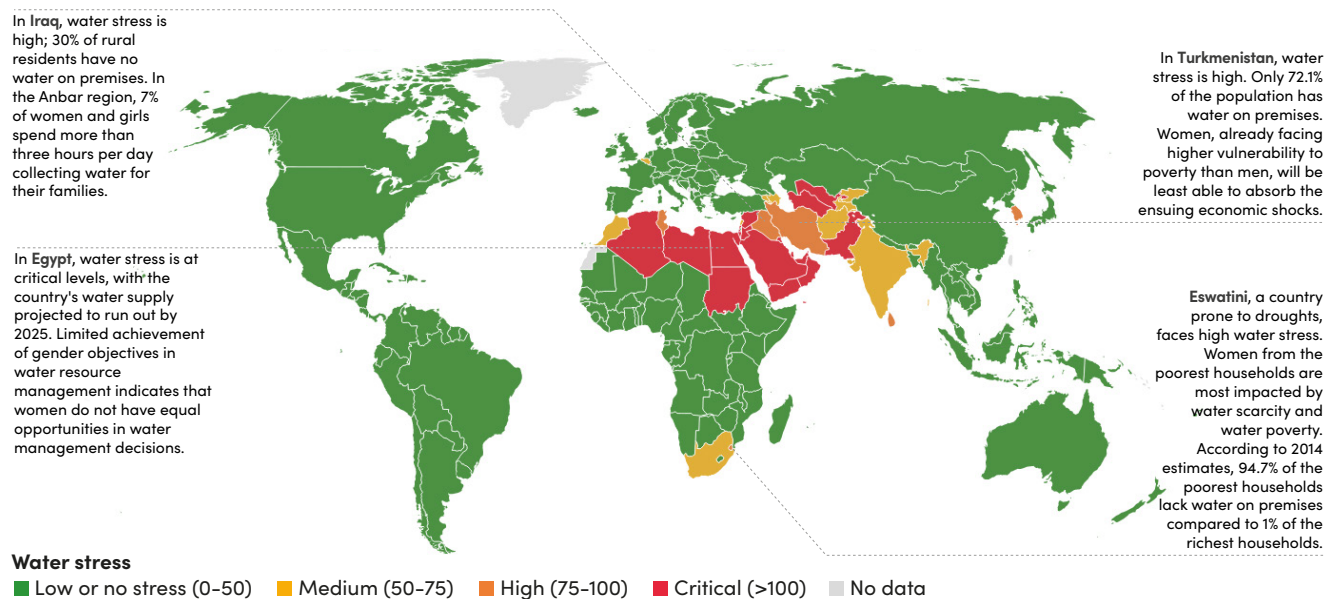 In Iraq, water stress is
high; 30% of rural
residents have no
water on premises. In
the Anbar region, 7%
of women and girls
spend more than
three hours per day
collecting water for
their families.
In Turkmenistan, water
stress is high. Only 72.1%
of the population has
water on premises.
Women, already facing
higher vulnerability to
poverty than men, will be
least able to absorb the
ensuing economic shocks.
In Egypt, water stress is at
critical levels, with the
country's water supply
projected to run out by
2025. Limited achievement
of gender objectives in
water resource
management indicates that
women do not have equal
opportunities in water
management decisions.
Eswatini, a country
prone to droughts,
faces high water stress.
Women from the
poorest households are
most impacted by
water scarcity and
water poverty.
According to 2014
estimates, 94.7% of the
poorest households
lack water on premises
compared to 1% of the
richest households.
Water stress
Low or no stress (0-50) Medium (50-75) High (75-100) Critical (>100) No data